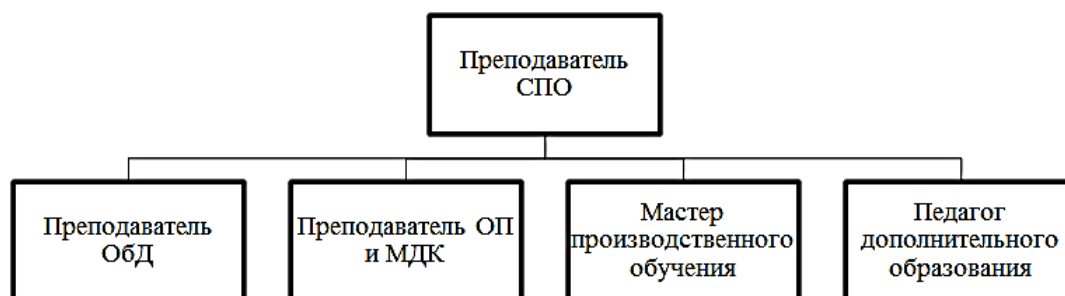 Преподаватель
СПО
Преподаватель
ОбД
Преподаватель ОП
и МДК
Мастер
производственного
обучения
Педагог
дополнительного
образования